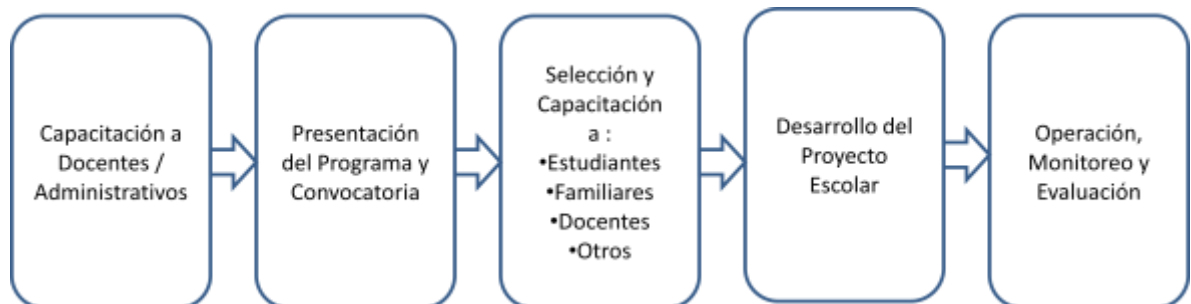 Capacitación a
Docentes /
Administrativos
Presentación
del Programa y
Convocatoria
Selección y
Capacitación
a :
•Estudiantes
•Familiares
•Docentes
•Otros
Desarrollo del
Proyecto
Escolar
Operación,
Monitoreo y
Evaluación